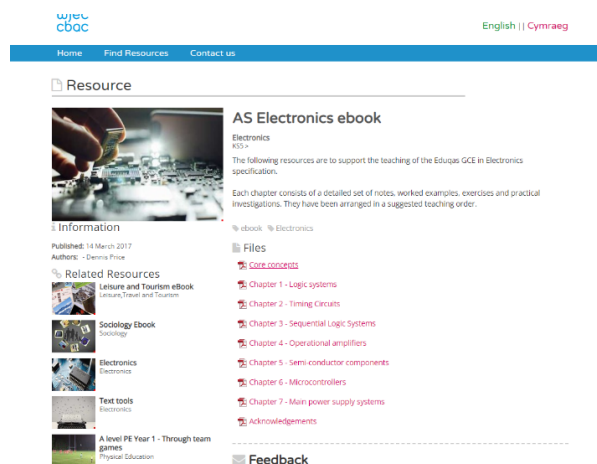 wjec
cbac
English || Cymraeg
Home Find Resources Contact us
Resource
AS Electronics ebook
Electronics
KS5 >
The following resources are to support the teaching of the Eduqas GCE in Electronics
specification.
Each chapter consists of a detailed set of notes, worked examples, exercises and practical
investigations. They have been arranged in a suggested teaching order.
ebook Electronics
Files
Core concepts
Chapter 1 - Logic systems
Chapter 2 - Timing Circuits
Chapter 3 - Sequential Logic Systems
Chapter 4 - Operational amplifiers
Chapter 5 - Semi-conductor components
Chapter 6 - Microcontrollers
Chapter 7 - Main power supply systems
Acknowledgements
Feedback
Information
Published: 14 March 2017
Authors: - Dennis Price
Related Resources
Leisure and Tourism eBook
Leisure,Travel and Tourism
Sociology Ebook
Sociology
Electronics
Electronics
Text tools
Electronics
A level PE Year 1 - Through team
games
Physical Education